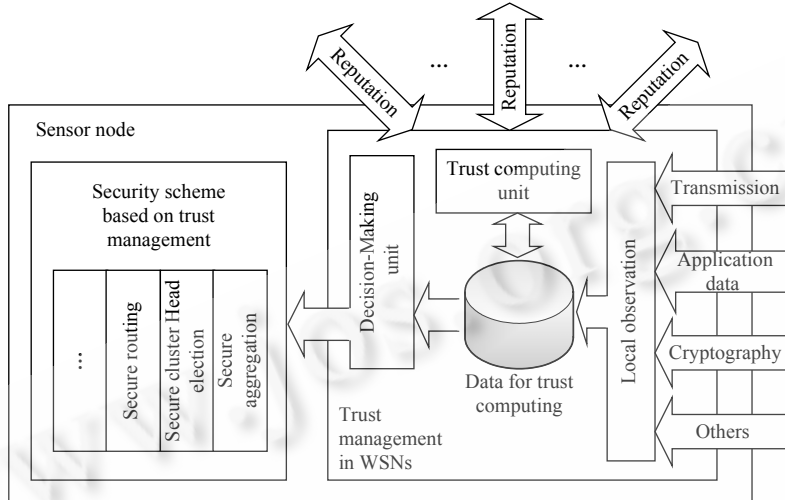 Reputation
...
Reputation
...
Reputation
Sensor node
Security scheme
based on trust
management
...
Secure routing
Secure cluster Head
election
Secure
aggregation
Decision-Making
unit
Trust computing
unit
Data for trust
computing
Trust
management
in WSNs
Local observation
Transmission
Application
data
Cryptography
Others